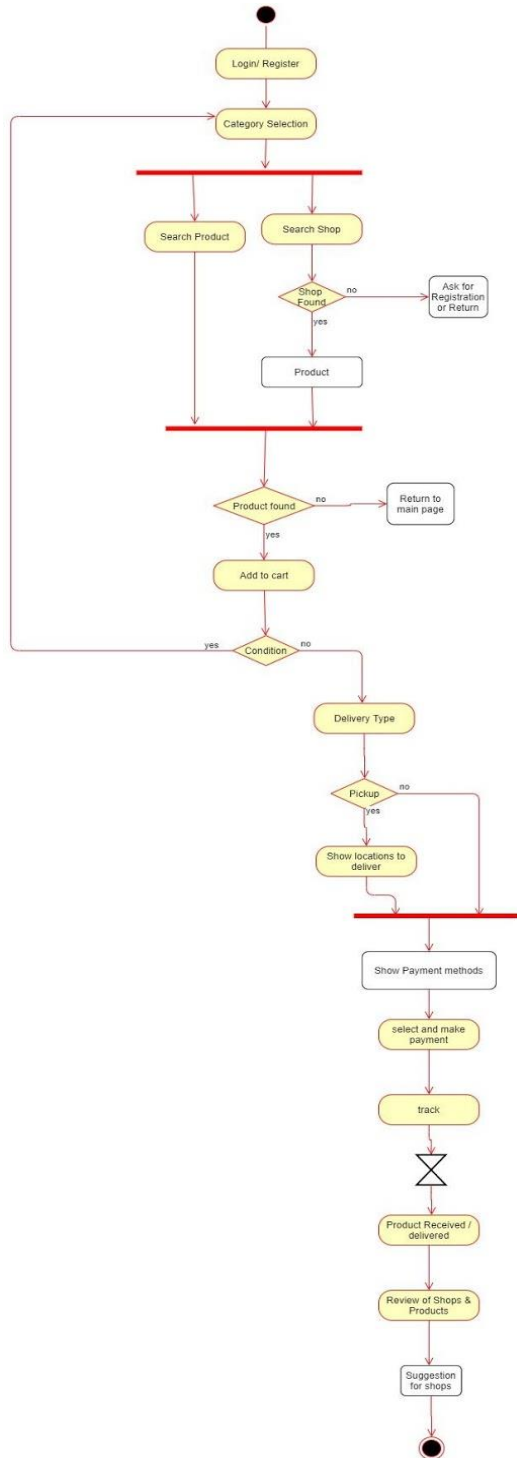 Login/ Register
Category Selection
Search Product
Search Shop
Shop
Found
no
Ask for
Registration
or Return
yes
Product
Product found
no
Return to
main page
yes
Add to cart
yes
Condition
no
Delivery Type
Pickup
no
yes
Show locations to
deliver
Show Payment methods
select and make
payment
track
Product Received /
delivered
Review of Shops &
Products
Suggestion
for shops